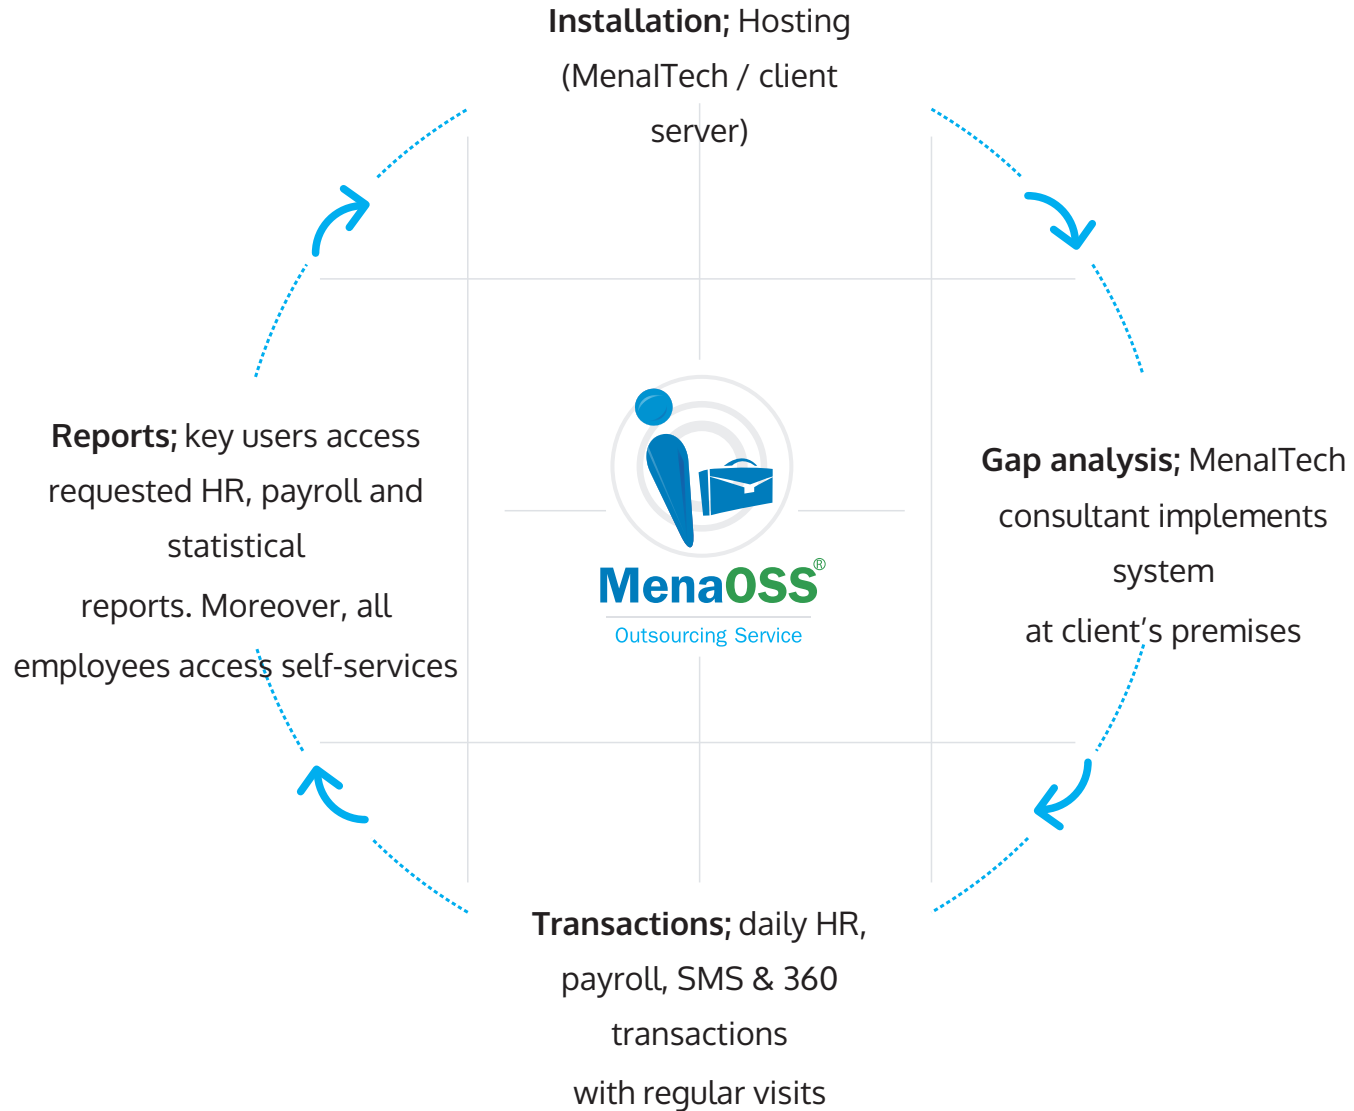 Installation; Hosting
(MenaITech / client
server)
Reports; key users access
requested HR, payroll and
statistical
reports. Moreover, all
employees access self-services
MenaOSS®
Outsourcing Service
Gap analysis; MenaITech
consultant implements
system
at client’s premises
Transactions; daily HR,
payroll, SMS & 360
transactions
with regular visits